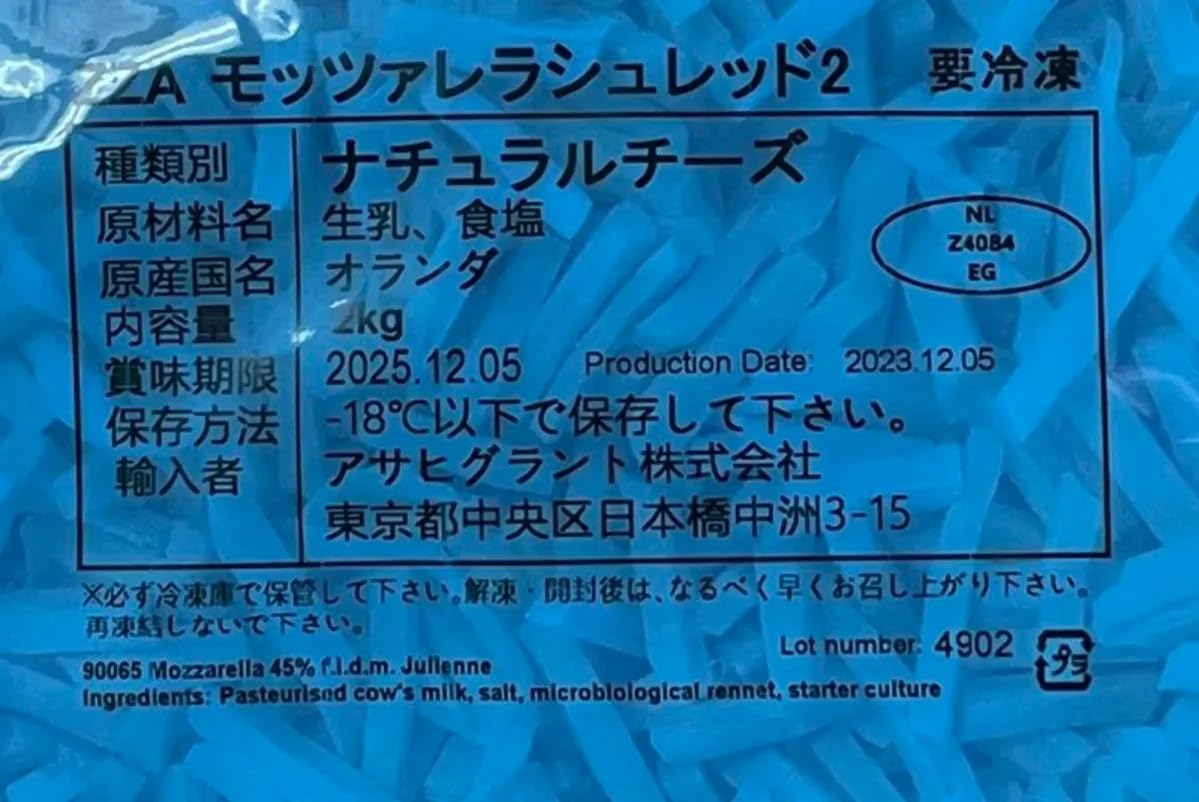 モッツァレラシュレッド2 要冷凍
種類別 ナチュラルチーズ
原材料名 生乳、食塩
原産国名 オランダ
内容量 2kg
賞味期限 2025.12.05 Production Date: 2023.12.05
保存方法 -18℃以下で保存して下さい。
輸入者 アサヒグラント株式会社
東京都中央区日本橋中洲3-15
NL
Z4084
EG
※必ず冷凍庫で保管して下さい。解凍・開封後は、なるべく早くお召し上がり下さい。
再凍結しないで下さい。
Lot number: 4902
プラ
90065 Mozzarella 45% f.i.d.m. Julienne
Ingredients: Pasteurised cow's milk, salt, microbiological rennet, starter culture